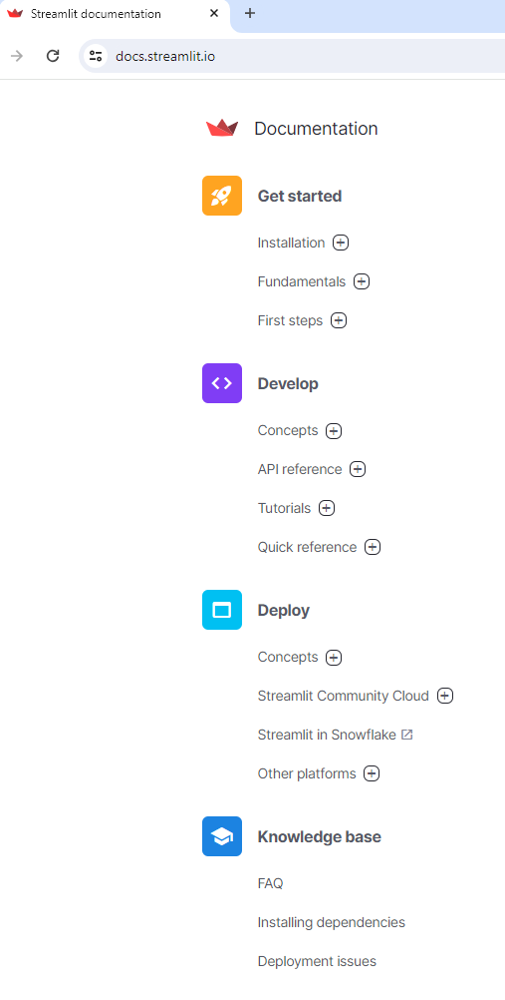 Streamlit documentation
docs.streamlit.io
Documentation
Get started
Installation
Fundamentals
First steps
Develop
Concepts
API reference
Tutorials
Quick reference
Deploy
Concepts
Streamlit Community Cloud
Streamlit in Snowflake
Other platforms
Knowledge base
FAQ
Installing dependencies
Deployment issues